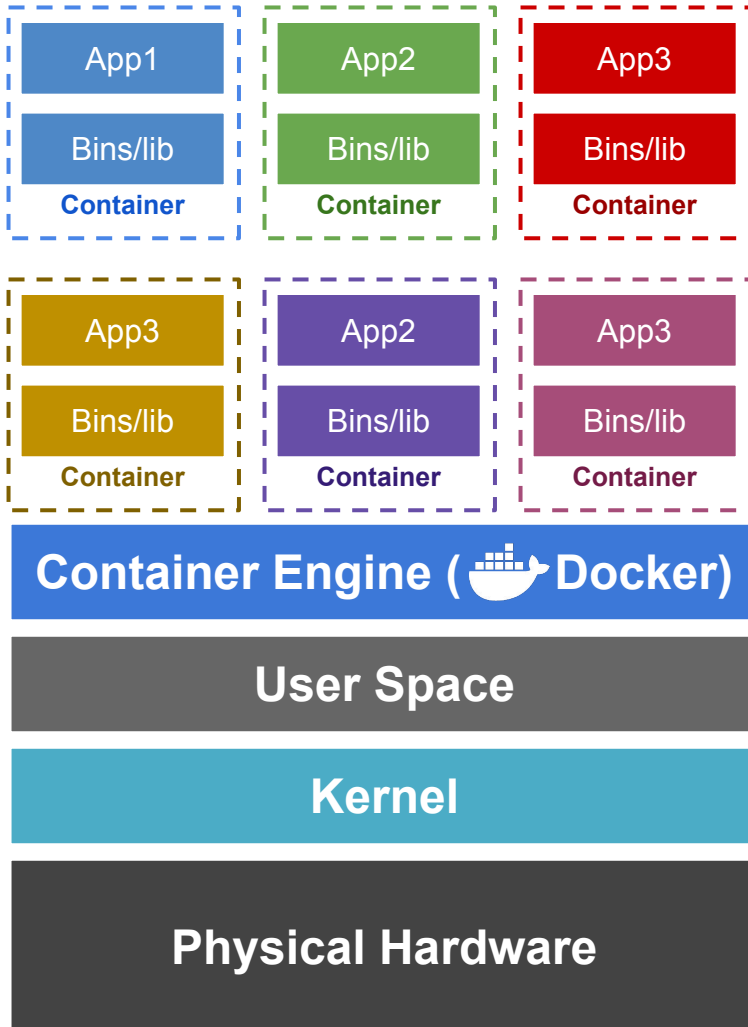 App1
App2
App3
Bins/lib
Bins/lib
Bins/lib
Container
Container
Container
App3
App2
App3
Bins/lib
Bins/lib
Bins/lib
Container
Container
Container
Container Engine ( Docker)
User Space
Kernel
Physical Hardware